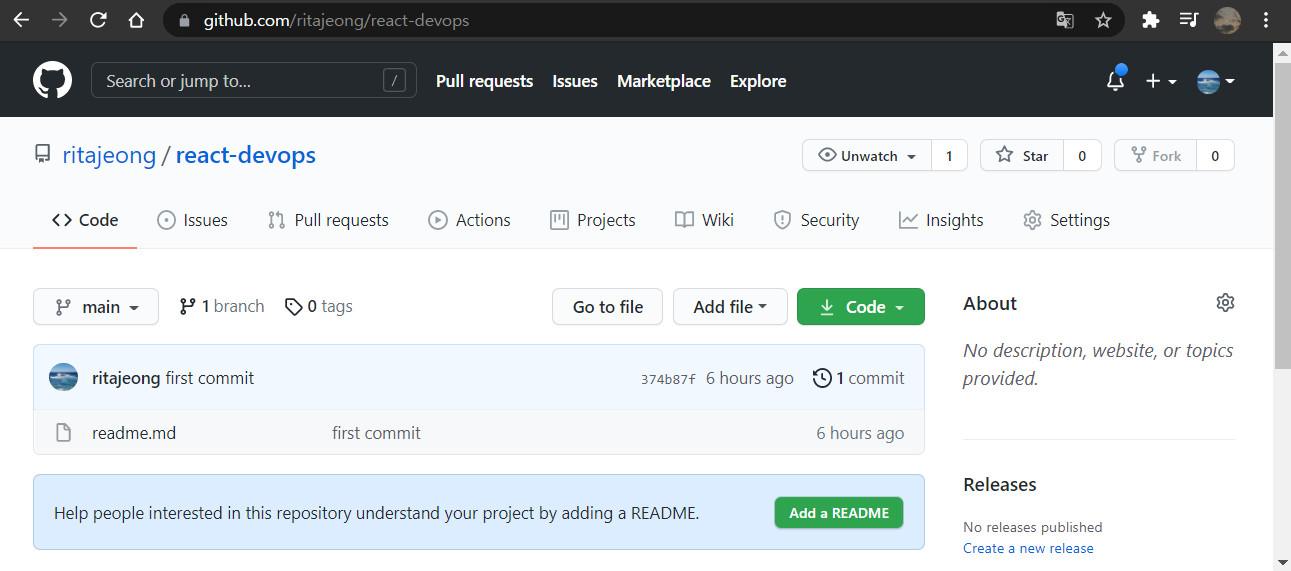 github.com/ritajeong/react-devops
Search or jump to... /
Pull requests Issues Marketplace Explore
ritajeong / react-devops
Unwatch 1 Star 0 Fork 0
Code Issues Pull requests Actions Projects Wiki Security Insights Settings
main 1 branch 0 tags Go to file Add file Code
ritajeong first commit 374b87f 6 hours ago 1 commit
readme.md first commit 6 hours ago
Help people interested in this repository understand your project by adding a README. Add a README
About
No description, website, or topics
provided.
Releases
No releases published
Create a new release